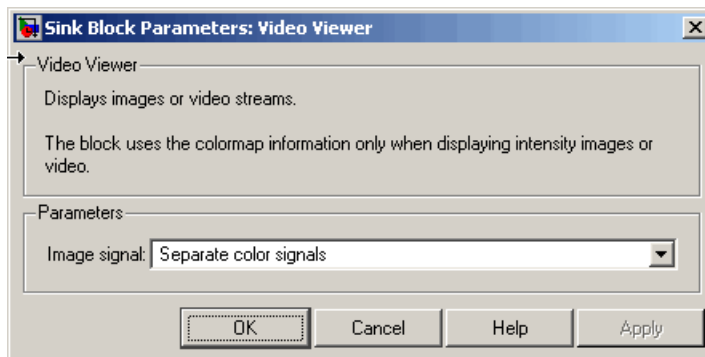 Sink Block Parameters: Video Viewer
Video Viewer
Displays images or video streams.
The block uses the colormap information only when displaying intensity images or
video.
Parameters
Image signal: Separate color signals
OK Cancel Help Apply